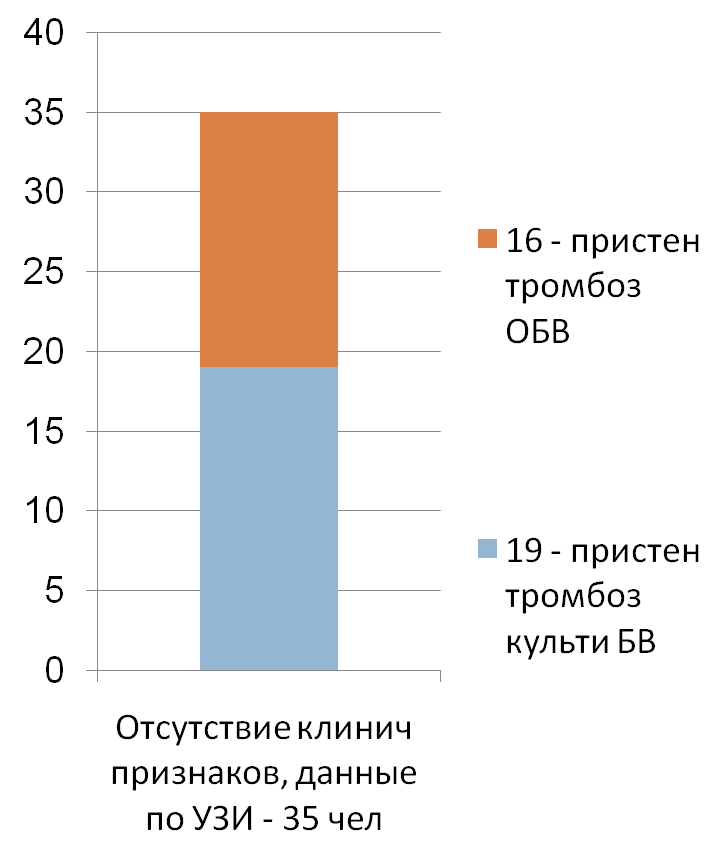 40
35
30
25
20
15
10
5
0
16 - пристен
тромбоз
ОБВ
19 - пристен
тромбоз
культи БВ
Отсутствие клинич
признаков, данные
по УЗИ - 35 чел